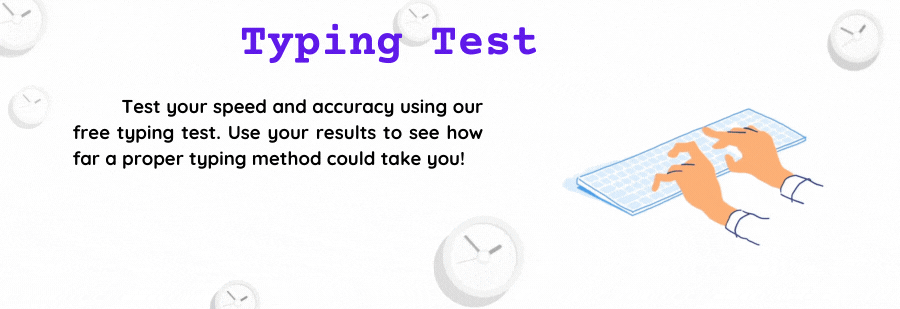 Typing Test
Test your speed and accuracy using our
free typing test. Use your results to see how
far a proper typing method could take you!